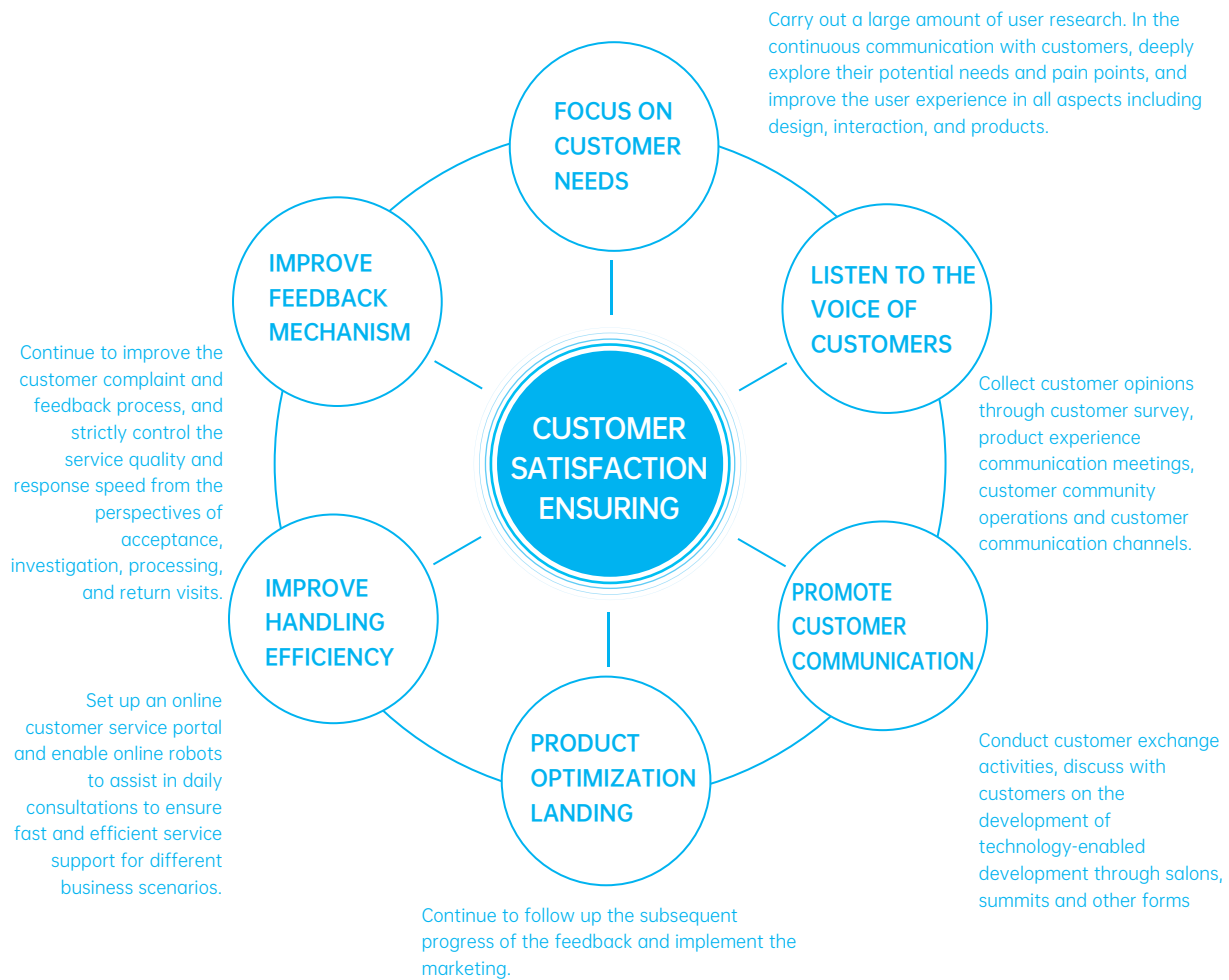 Carry out a large amount of user research. In the
continuous communication with customers, deeply
explore their potential needs and pain points, and
improve the user experience in all aspects including
design, interaction, and products.
FOCUS ON
CUSTOMER
NEEDS
LISTEN TO THE
VOICE OF
CUSTOMERS
Collect customer opinions
through customer survey,
product experience
communication meetings,
customer community
operations and customer
communication channels.
PROMOTE
CUSTOMER
COMMUNICATION
Conduct customer exchange
activities, discuss with
customers on the
development of
technology-enabled
development through salons,
summits and other forms
PRODUCT
OPTIMIZATION
LANDING
Continue to follow up the subsequent
progress of the feedback and implement the
marketing.
IMPROVE
HANDLING
EFFICIENCY
Set up an online
customer service portal
and enable online robots
to assist in daily
consultations to ensure
fast and efficient service
support for different
business scenarios.
IMPROVE
FEEDBACK
MECHANISM
Continue to improve the
customer complaint and
feedback process, and
strictly control the
service quality and
response speed from the
perspectives of
acceptance,
investigation, processing,
and return visits.
CUSTOMER
SATISFACTION
ENSURING